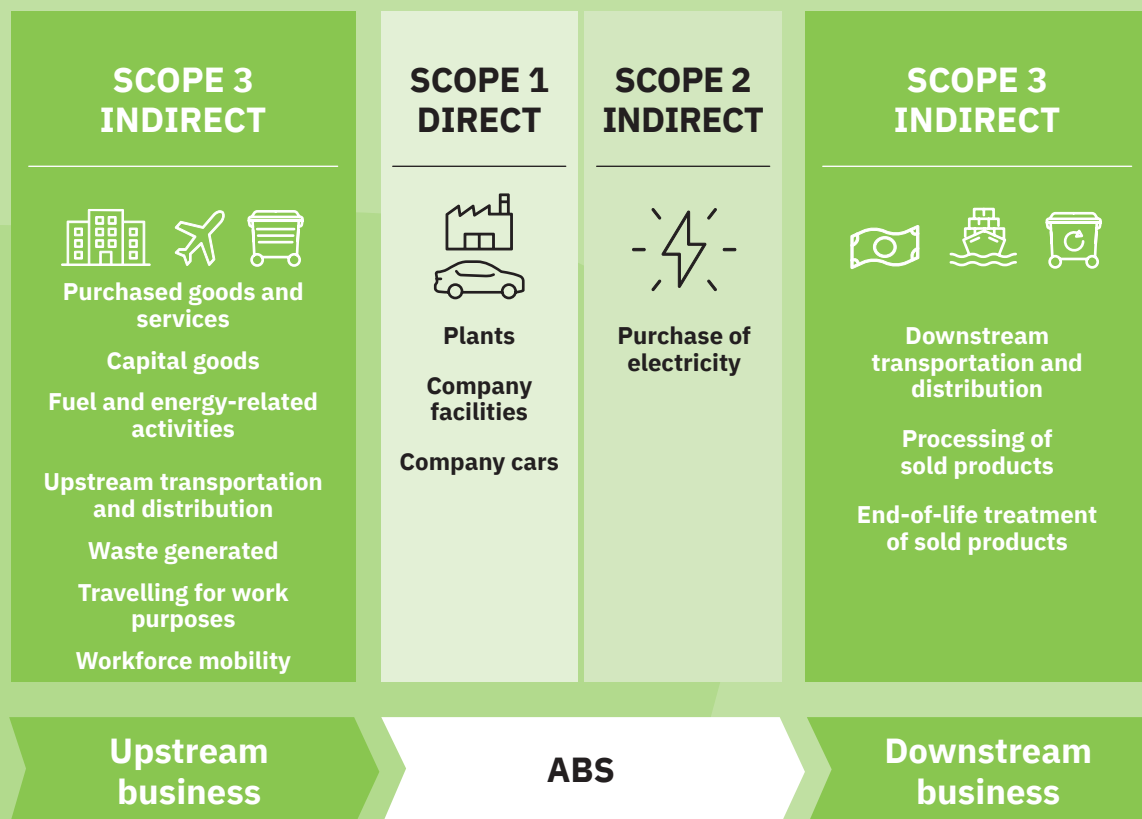 SCOPE 3
INDIRECT
Purchased goods and
services
Capital goods
Fuel and energy-related
activities
Upstream transportation
and distribution
Waste generated
Travelling for work
purposes
Workforce mobility
SCOPE 1
DIRECT
Plants
Company
facilities
Company cars
SCOPE 2
INDIRECT
Purchase of
electricity
SCOPE 3
INDIRECT
Downstream
transportation and
distribution
Processing of
sold products
End-of-life treatment
of sold products
Upstream
business
ABS
Downstream
business